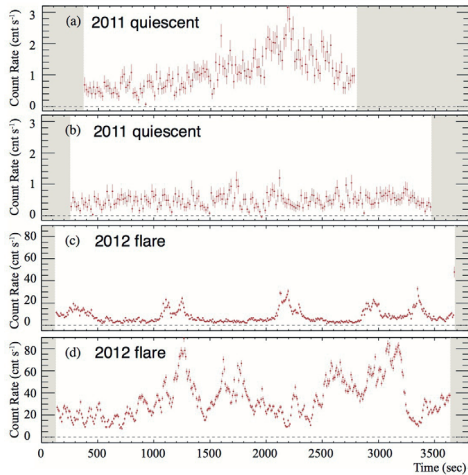 (a) 2011 quiescent
3
2
1
0
Count Rate (cnt s-1)
(b) 2011 quiescent
3
2
1
0
Count Rate (cnt s-1)
(c) 2012 flare
80
60
40
20
0
Count Rate (cnt s-1)
(d) 2012 flare
80
60
40
20
0
Count Rate (cnt s-1)
0 500 1000 1500 2000 2500 3000 3500
Time (sec)